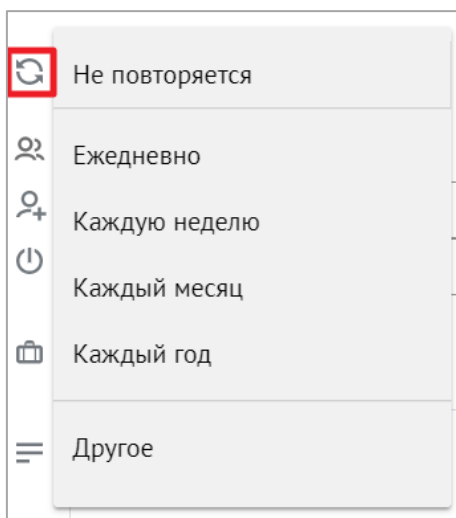 Не повторяется
Ежедневно
Каждую неделю
Каждый месяц
Каждый год
Другое